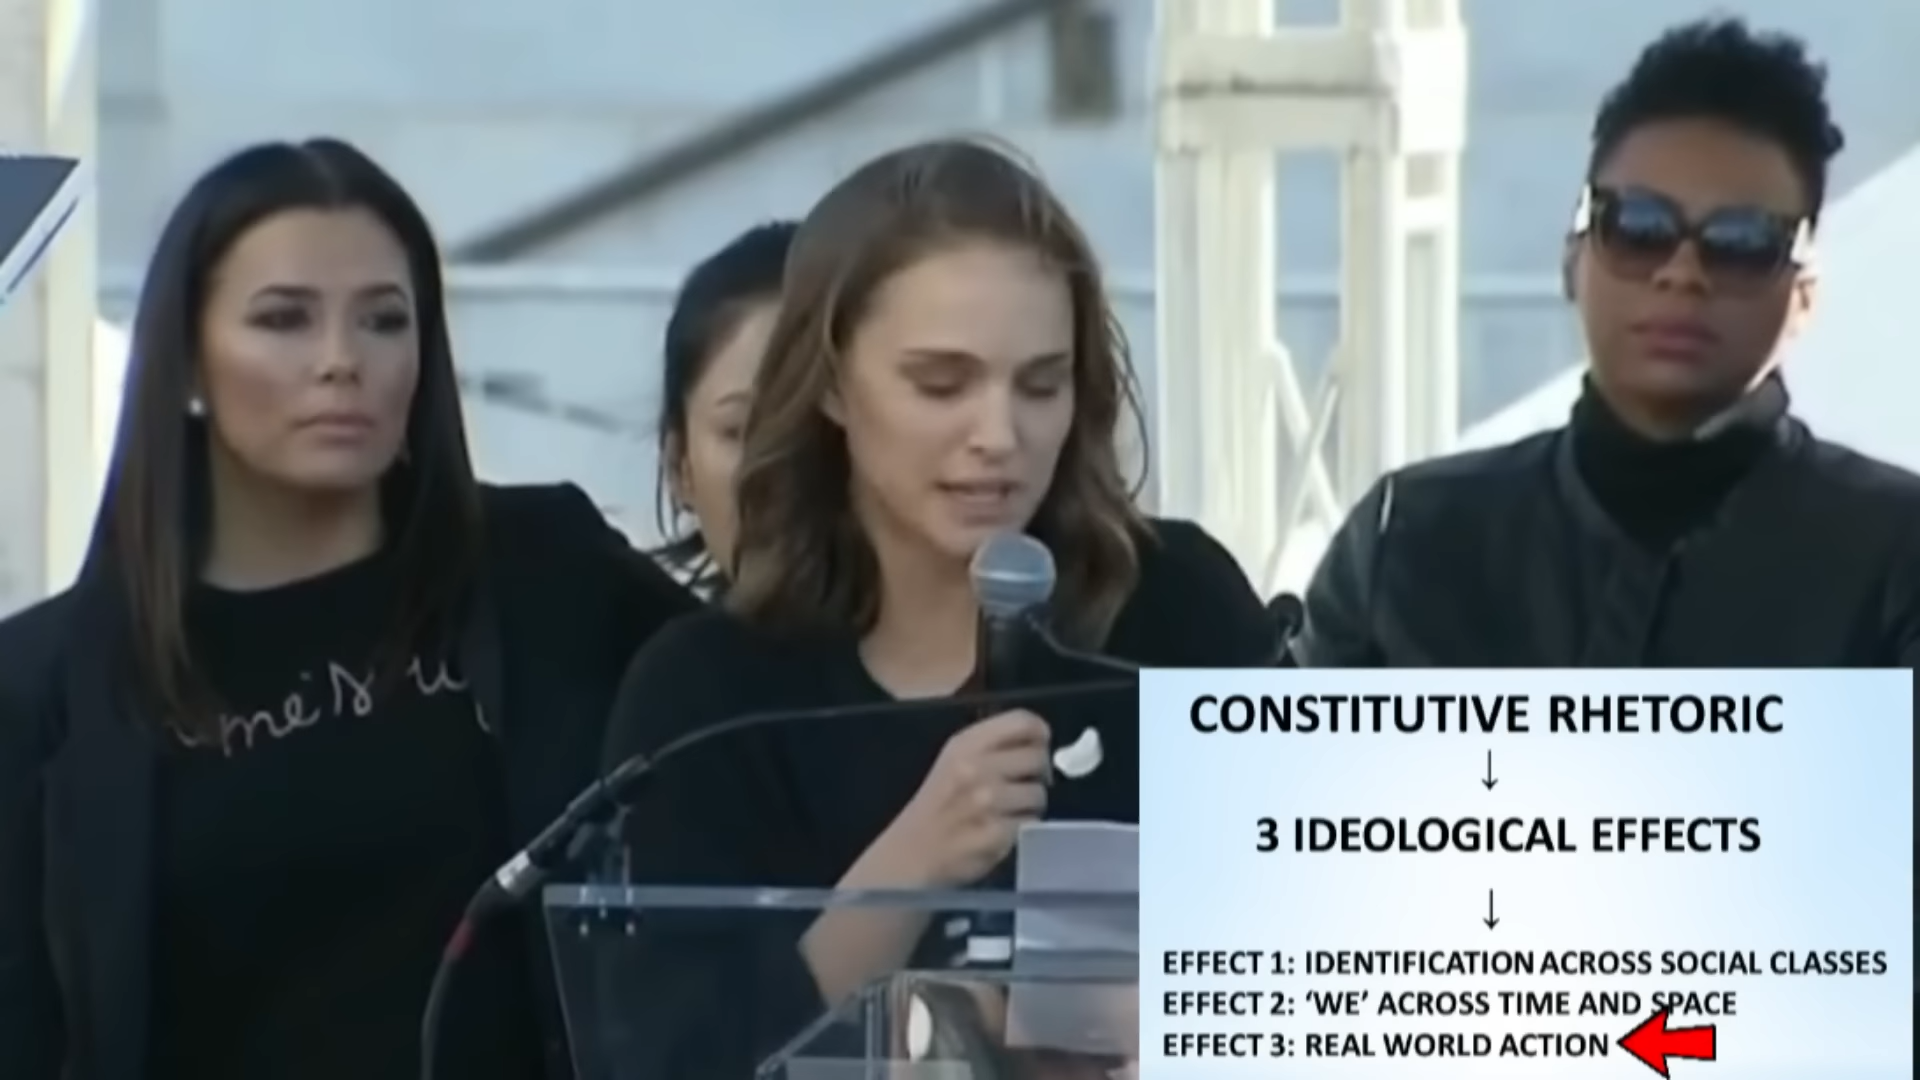 me's u
CONSTITUTIVE RHETORIC
↓
3 IDEOLOGICAL EFFECTS
↓
EFFECT 1: IDENTIFICATION ACROSS SOCIAL CLASSES
EFFECT 2: ‘WE’ ACROSS TIME AND SPACE
EFFECT 3: REAL WORLD ACTION